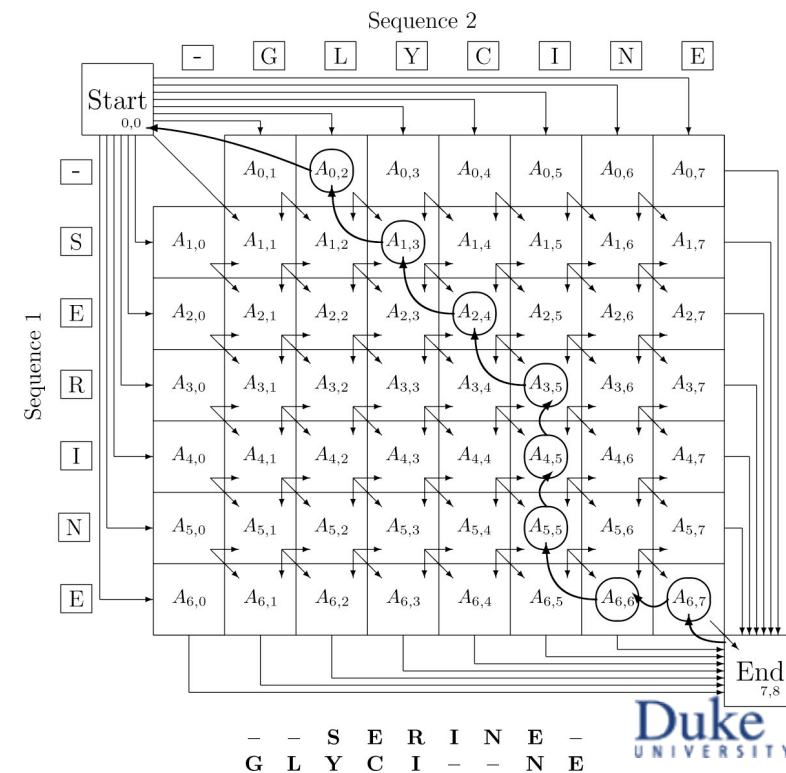 Sequence 2
- G L Y C I N E
Start
0,0
- A0,1 A0,2 A0,3 A0,4 A0,5 A0,6 A0,7
S A1,0 A1,1 A1,2 A1,3 A1,4 A1,5 A1,6 A1,7
E A2,0 A2,1 A2,2 A2,3 A2,4 A2,5 A2,6 A2,7
R A3,0 A3,1 A3,2 A3,3 A3,4 A3,5 A3,6 A3,7
I A4,0 A4,1 A4,2 A4,3 A4,4 A4,5 A4,6 A4,7
N A5,0 A5,1 A5,2 A5,3 A5,4 A5,5 A5,6 A5,7
E A6,0 A6,1 A6,2 A6,3 A6,4 A6,5 A6,6 A6,7
Sequence 1
End
7,8
– – S E R I N E –
G L Y C I – – N E
Duke
UNIVERSITY